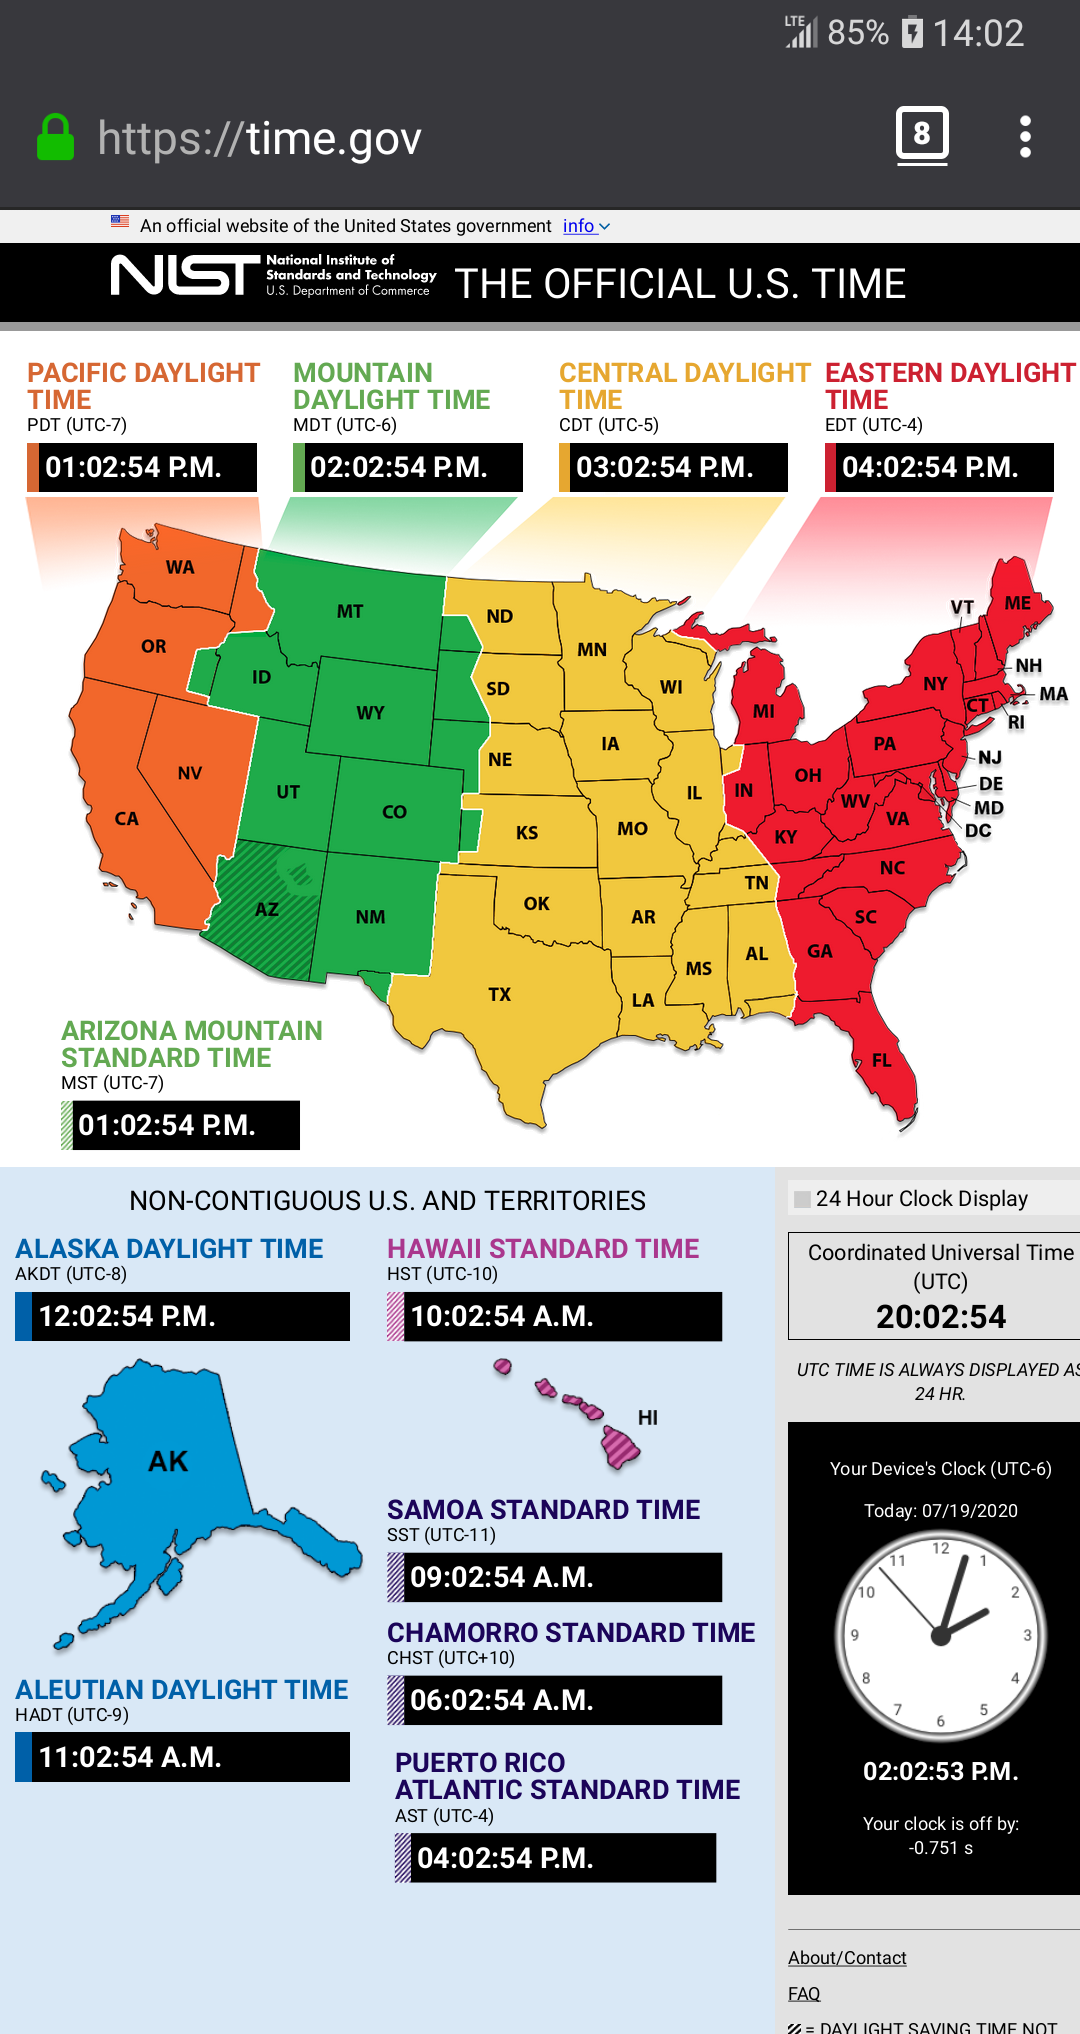 LTE 85% 14:02
https://time.gov 8
An official website of the United States government info
NIST National Institute of
Standards and Technology
U.S. Department of Commerce
THE OFFICIAL U.S. TIME
PACIFIC DAYLIGHT
TIME
PDT (UTC-7)
01:02:54 P.M.
MOUNTAIN
DAYLIGHT TIME
MDT (UTC-6)
02:02:54 P.M.
CENTRAL DAYLIGHT
TIME
CDT (UTC-5)
03:02:54 P.M.
EASTERN DAYLIGHT
TIME
EDT (UTC-4)
04:02:54 P.M.
WA
OR
CA
NV
ID
MT
WY
UT
CO
AZ
NM
ND
SD
NE
KS
OK
TX
MN
IA
MO
AR
LA
WI
IL
MS
AL
TN
MI
IN
OH
KY
WV
VA
NC
SC
GA
FL
PA
NY
VT
ME
NH
MA
CT
RI
NJ
DE
MD
DC
ARIZONA MOUNTAIN
STANDARD TIME
MST (UTC-7)
01:02:54 P.M.
NON-CONTIGUOUS U.S. AND TERRITORIES
ALASKA DAYLIGHT TIME
AKDT (UTC-8)
12:02:54 P.M.
AK
ALEUTIAN DAYLIGHT TIME
HADT (UTC-9)
11:02:54 A.M.
HAWAII STANDARD TIME
HST (UTC-10)
10:02:54 A.M.
HI
SAMOA STANDARD TIME
SST (UTC-11)
09:02:54 A.M.
CHAMORRO STANDARD TIME
CHST (UTC+10)
06:02:54 A.M.
PUERTO RICO
ATLANTIC STANDARD TIME
AST (UTC-4)
04:02:54 P.M.
24 Hour Clock Display
Coordinated Universal Time
(UTC)
20:02:54
UTC TIME IS ALWAYS DISPLAYED AS
24 HR.
Your Device's Clock (UTC-6)
Today: 07/19/2020
12
1
2
3
4
5
6
7
8
9
10
11
02:02:53 P.M.
Your clock is off by:
-0.751 s
About/Contact
FAQ
= DAYLIGHT SAVING TIME NOT